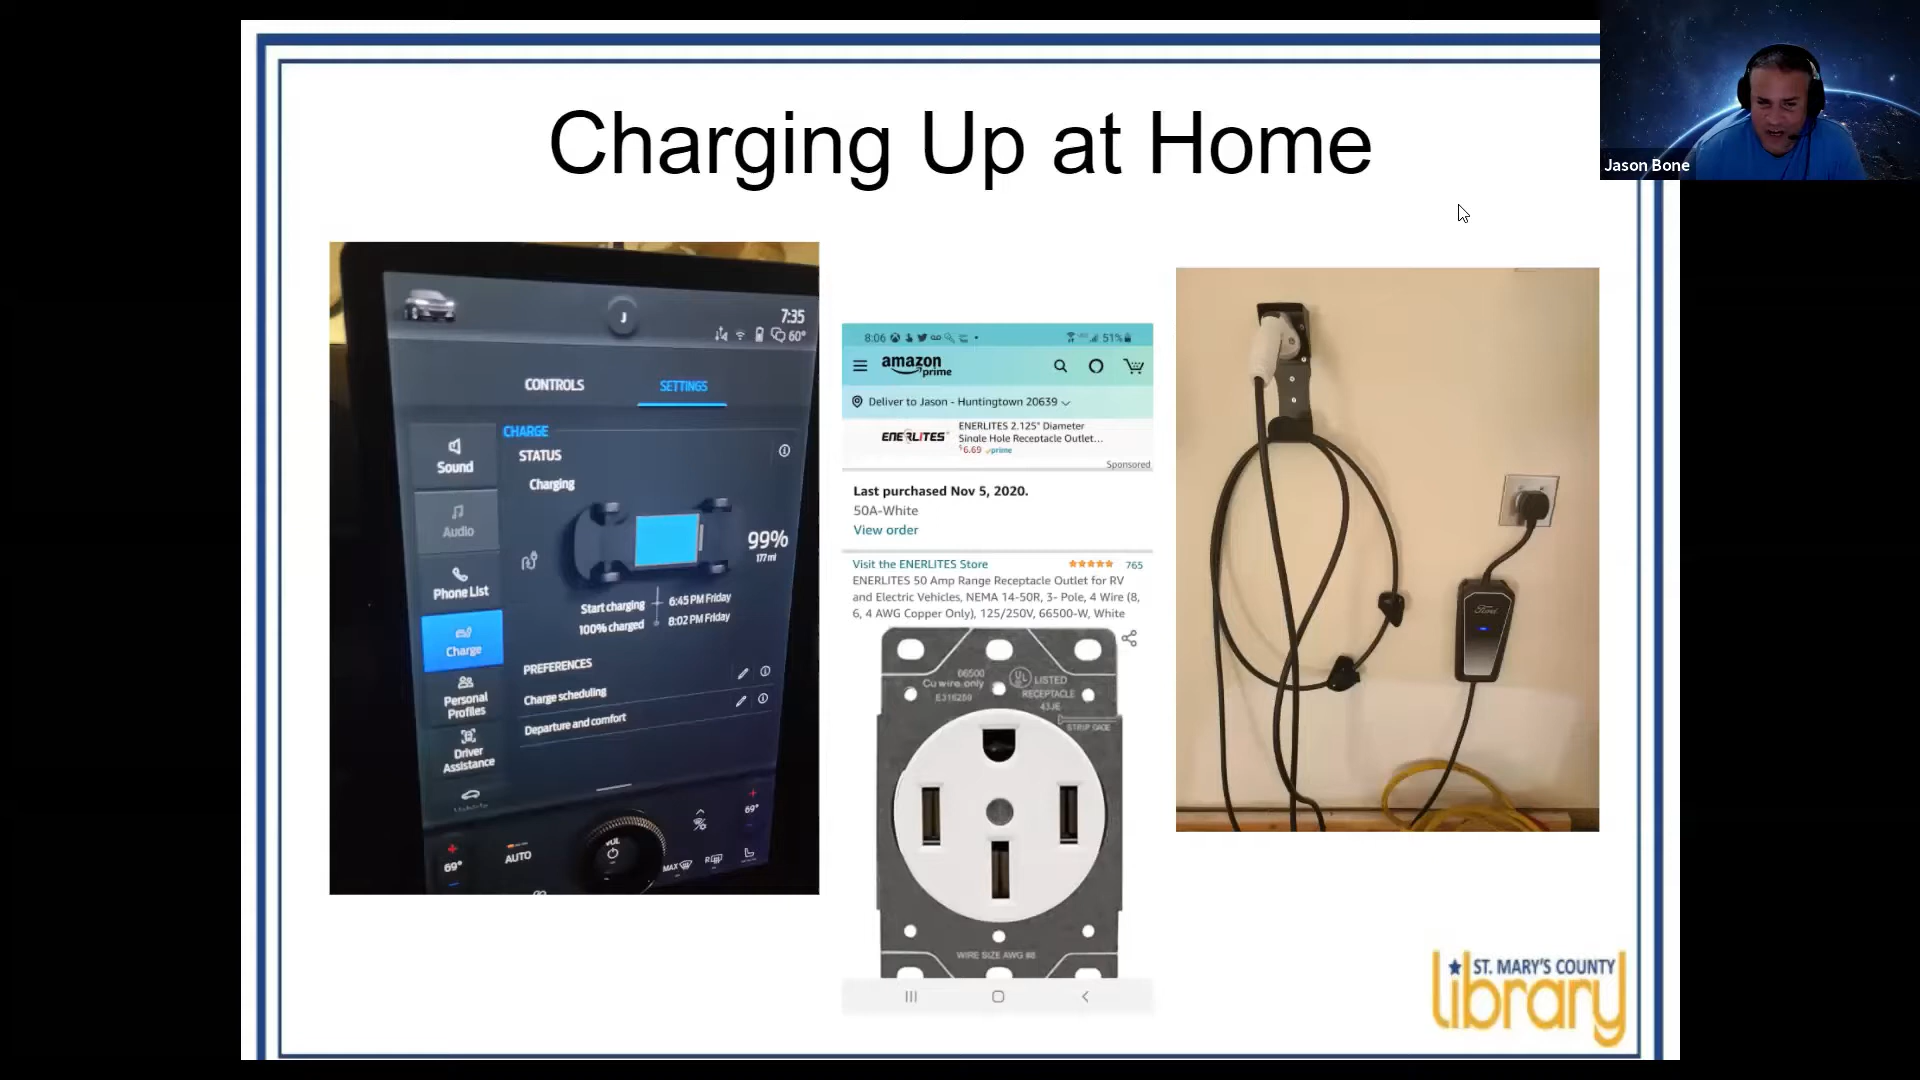 Charging Up at Home
Jason Bone
J
7:35
60°
CONTROLS
SETTINGS
CHARGE
STATUS
Charging
99%
177 mi
Start charging
6:45 PM Friday
100% charged
8:02 PM Friday
PREFERENCES
Charge scheduling
Departure and comfort
Sound
Audio
Phone List
Charge
Personal
Profiles
Driver
Assistance
69°
AUTO
VOL
MAX
R
69°
8:06
51%
amazon
prime
Deliver to Jason - Huntingtown 20639
ENERLITES
ENERLITES 2.125" Diameter
Single Hole Receptacle Outlet...
$6.69 prime
Sponsored
Last purchased Nov 5, 2020.
50A-White
View order
Visit the ENERLITES Store
765
ENERLITES 50 Amp Range Receptacle Outlet for RV
and Electric Vehicles, NEMA 14-50R, 3- Pole, 4 Wire (8,
6, 4 AWG Copper Only), 125/250V, 66500-W, White
66500
Cu wire only
UL LISTED
RECEPTACLE
43J6
STRIP GAGE
WIRE SIZE AWG #8
Ford
ST. MARY'S COUNTY
library